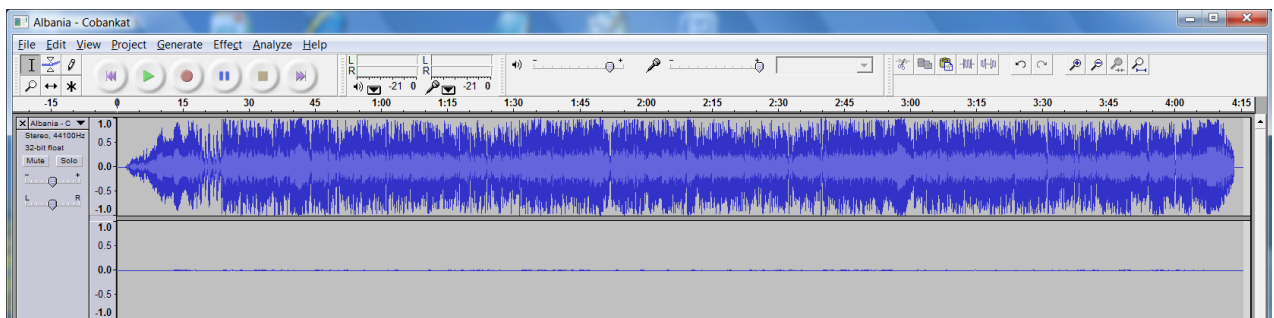 Albania - Cobankat
File Edit View Project Generate Effect Analyze Help
L
R
-21 0
L
R
-21 0
- +
- +
-15 0 15 30 45 1:00 1:15 1:30 1:45 2:00 2:15 2:30 2:45 3:00 3:15 3:30 3:45 4:00 4:15
X Albania - C
Stereo, 44100Hz
32-bit float
Mute Solo
- +
L R
1.0
0.5
0.0
-0.5
-1.0
1.0
0.5
0.0
-0.5
-1.0